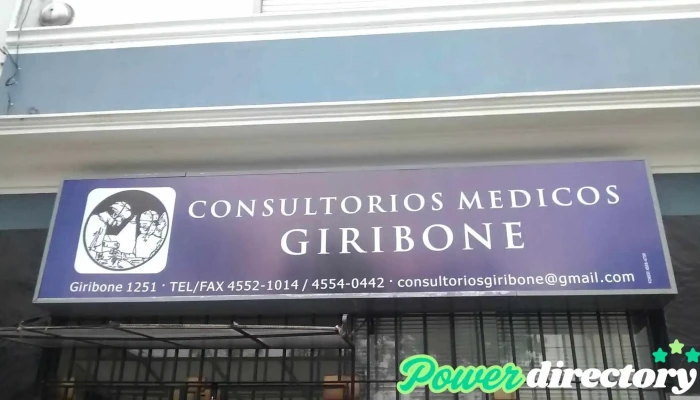 CONSULTORIOS MEDICOS
GIRIBONE
Giribone 1251 · TEL/FAX 4552-1014 / 4554-0442 · consultoriosgiribone@gmail.com
Powerdirectory